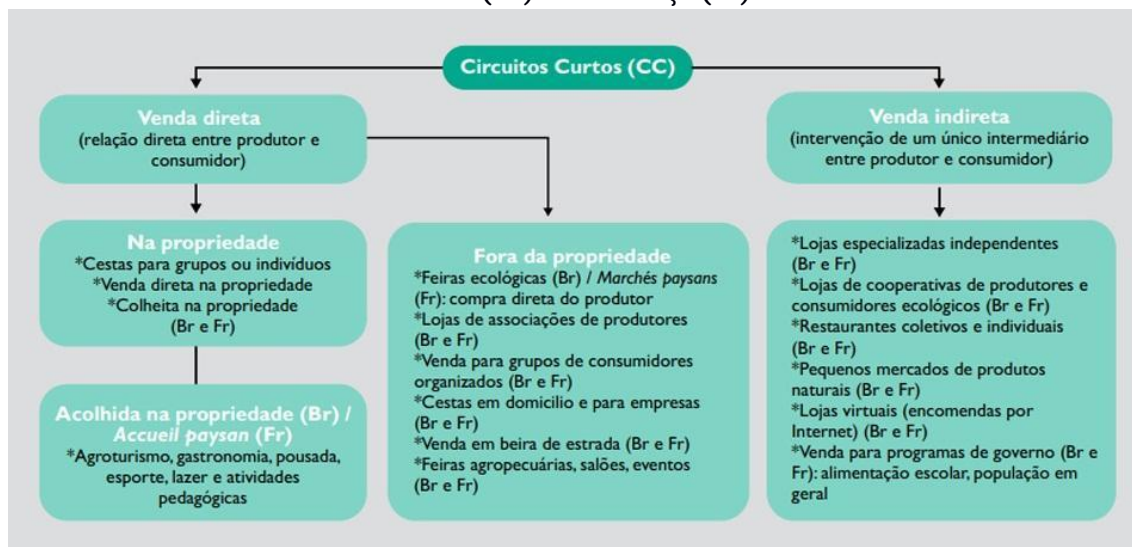 Circuitos Curtos (CC)
Venda direta
(relação direta entre produtor e
consumidor)
Na propriedade
*Cestas para grupos ou indivíduos
*Venda direta na propriedade
*Colheita na propriedade
(Br e Fr)
Acolhida na propriedade (Br) /
Accueil paysan (Fr)
*Agroturismo, gastronomia, pousada,
esporte, lazer e atividades
pedagógicas
Fora da propriedade
*Feiras ecológicas (Br) / Marchés paysans
(Fr): compra direta do produtor
*Lojas de associações de produtores
(Br e Fr)
*Venda para grupos de consumidores
organizados (Br e Fr)
*Cestas em domicilio e para empresas
(Br e Fr)
*Venda em beira de estrada (Br e Fr)
*Feiras agropecuárias, salões, eventos
(Br e Fr)
Venda indireta
(intervenção de um único intermediário
entre produtor e consumidor)
*Lojas especializadas independentes
(Br e Fr)
*Lojas de cooperativas de produtores e
consumidores ecológicos (Br e Fr)
*Restaurantes coletivos e individuais
(Br e Fr)
*Pequenos mercados de produtos
naturais (Br e Fr)
*Lojas virtuais (encomendas por
Internet) (Br e Fr)
*Venda para programas de governo (Br e
Fr): alimentação escolar, população em
geral